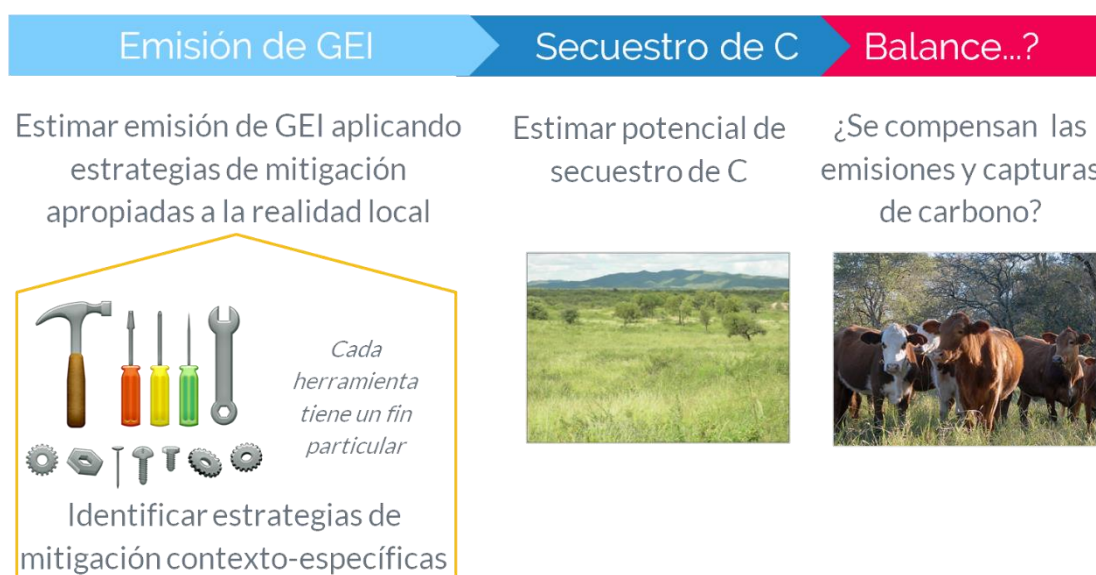 Emisión de GEI
Secuestro de C
Balance...?
Estimar emisión de GEI aplicando
estrategias de mitigación
apropiadas a la realidad local
Estimar potencial de
secuestro de C
¿Se compensan las
emisiones y capturas
de carbono?
Cada
herramienta
tiene un fin
particular
Identificar estrategias de
mitigación contexto-específicas